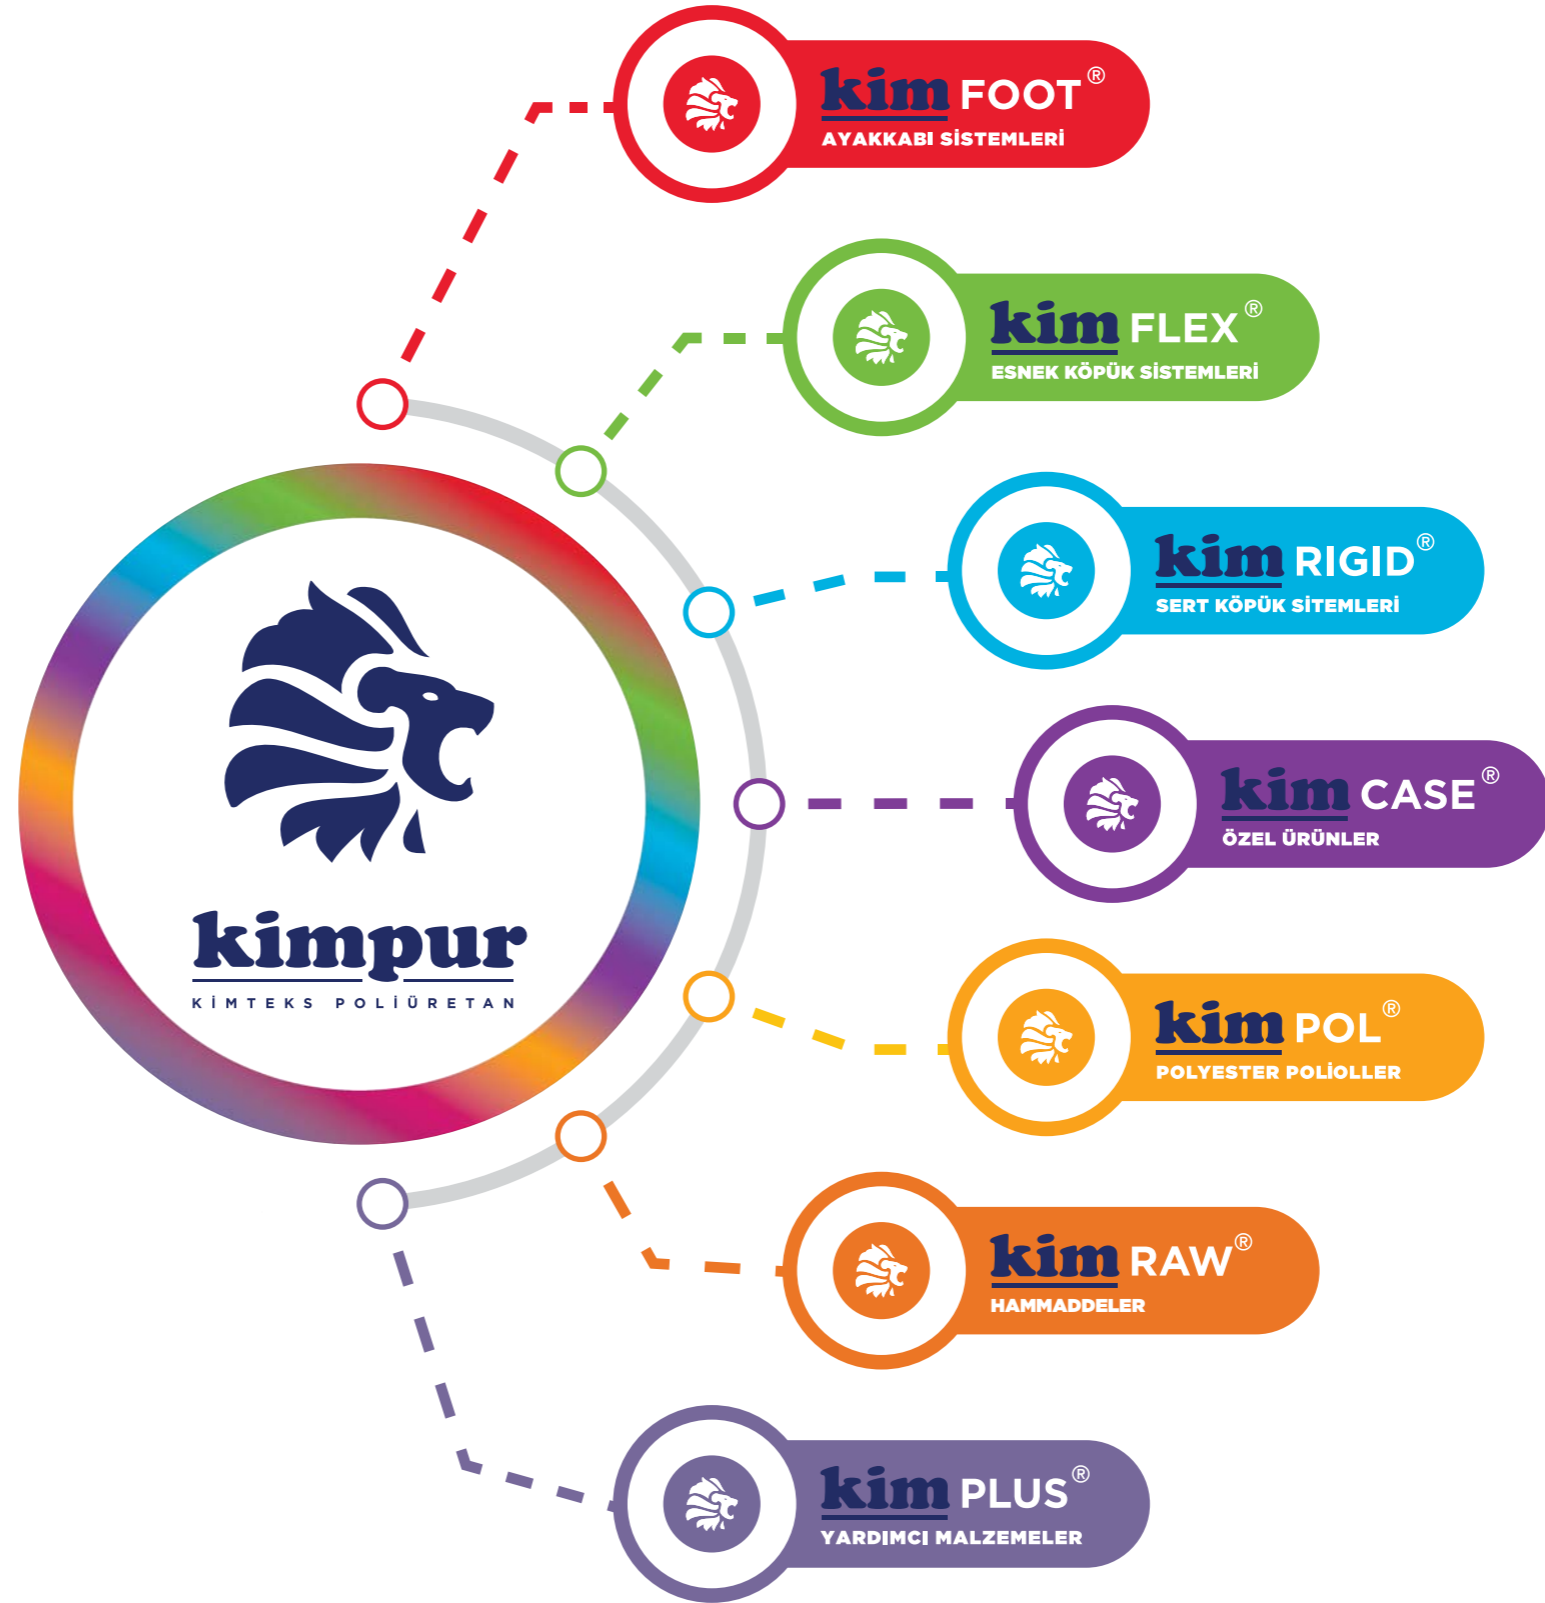 kim FOOT®
AYAKKABI SİSTEMLERİ
kim FLEX®
ESNEK KÖPÜK SİSTEMLERİ
kim RIGID®
SERT KÖPÜK SİTEMLERİ
kim CASE®
ÖZEL ÜRÜNLER
kimpur
KİMTEKS POLİÜRETAN
kim POL®
POLYESTER POLİOLLER
kim RAW®
HAMMADDELER
kim PLUS®
YARDIMCI MALZEMELER